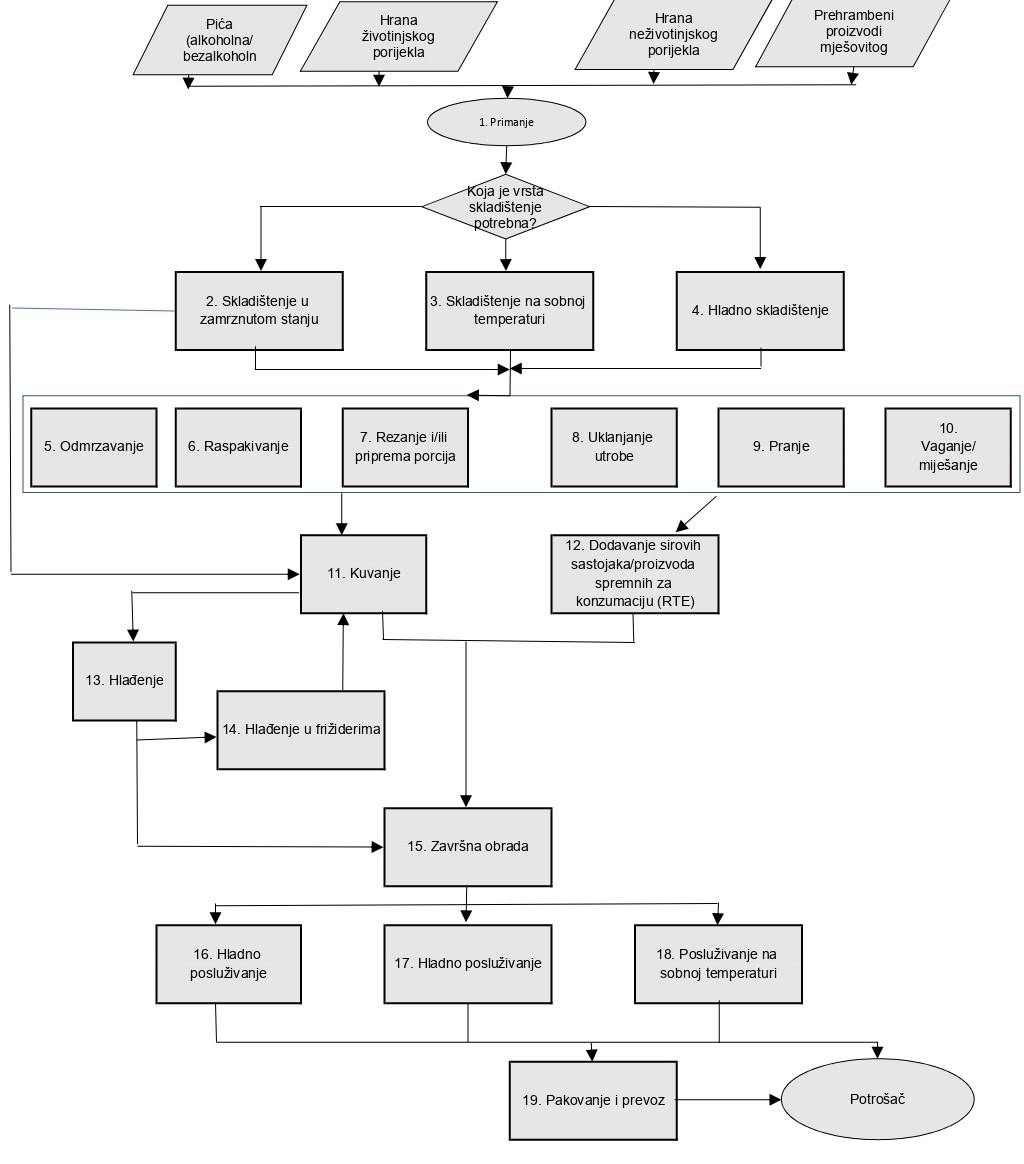 Pića
(alkoholna/
bezalkoholn
Hrana
životinjskog
porijekla
Hrana
neživotinjskog
porijekla
Prehrambeni
proizvodi
mješovitog
1. Primanje
Koja je vrsta
skladištenje
potrebna?
2. Skladištenje u
zamrznutom stanju
3. Skladištenje na sobnoj
temperaturi
4. Hladno skladištenje
5. Odmrzavanje
6. Raspakivanje
7. Rezanje i/ili
priprema porcija
8. Uklanjanje
utrobe
9. Pranje
10.
Vaganje/
miješanje
11. Kuvanje
12. Dodavanje sirovih
sastojaka/proizvoda
spremnih za
konzumaciju (RTE)
13. Hlađenje
14. Hlađenje u frižiderima
15. Završna obrada
16. Hladno
posluživanje
17. Hladno posluživanje
18. Posluživanje na
sobnoj temperaturi
19. Pakovanje i prevoz
Potrošač